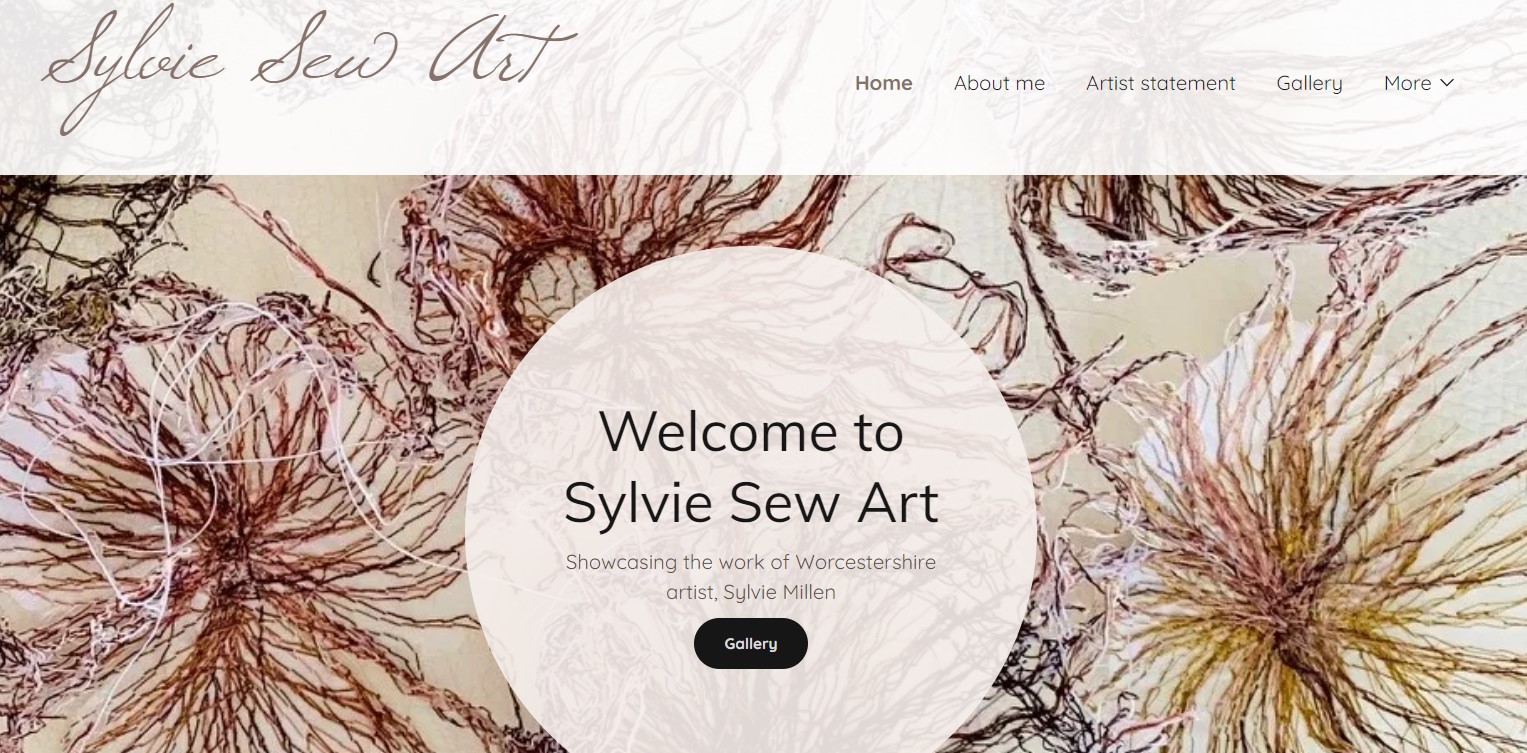 Sylvie Sew Art
Home About me Artist statement Gallery More
Welcome to
Sylvie Sew Art
Showcasing the work of Worcestershire
artist, Sylvie Millen
Gallery